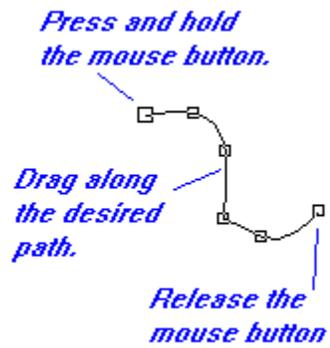 Press and hold
the mouse button.
Drag along
the desired
path.
Release the
mouse button